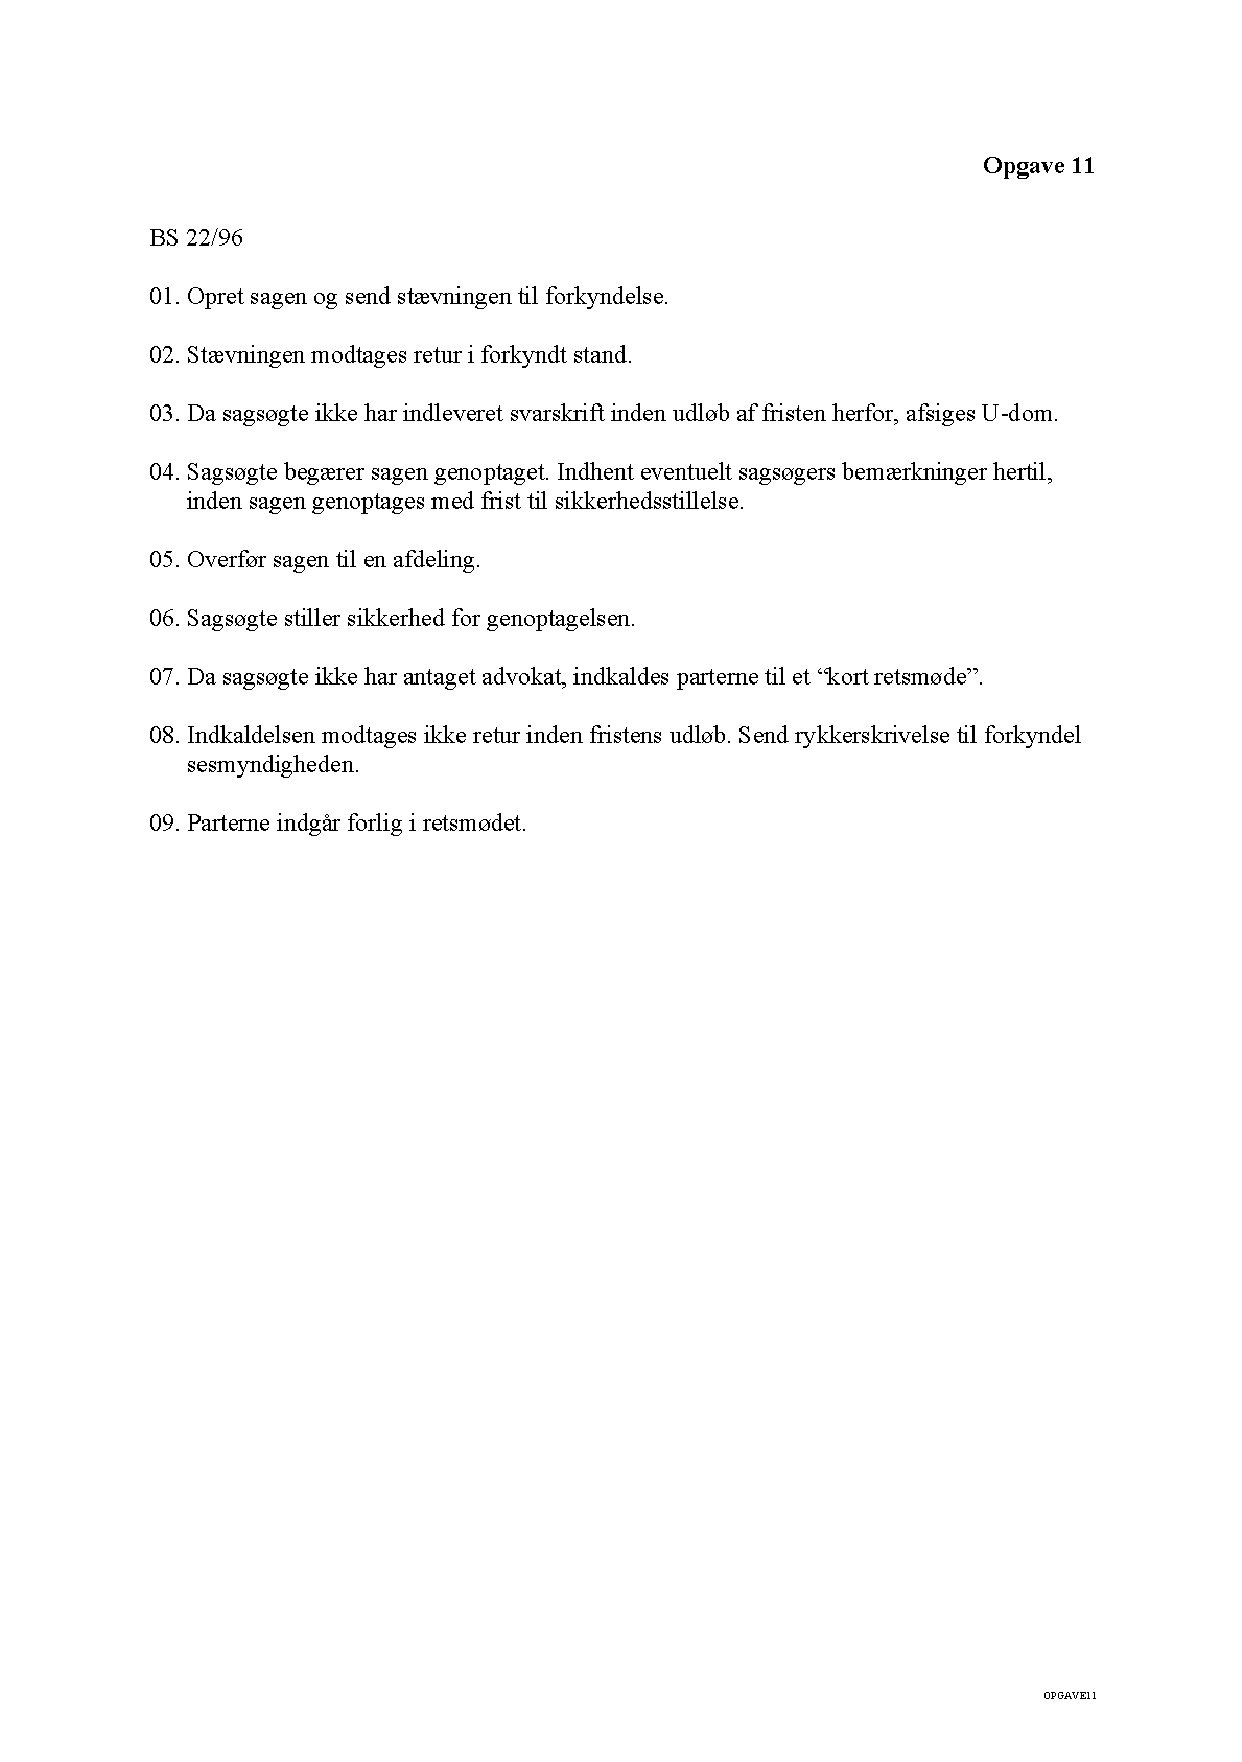 Opgave 11
BS 22/96
01. Opret sagen og send stævningen til forkyndelse.
02. Stævningen modtages retur i forkyndt stand.
03. Da sagsøgte ikke har indleveret svarskrift inden udløb af fristen herfor, afsiges U-dom.
04. Sagsøgte begærer sagen genoptaget. Indhent eventuelt sagsøgers bemærkninger hertil,
inden sagen genoptages med frist til sikkerhedsstillelse.
05. Overfør sagen til en afdeling.
06. Sagsøgte stiller sikkerhed for genoptagelsen.
07. Da sagsøgte ikke har antaget advokat, indkaldes parterne til et “kort retsmøde”.
08. Indkaldelsen modtages ikke retur inden fristens udløb. Send rykkerskrivelse til forkyndel
sesmyndigheden.
09. Parterne indgår forlig i retsmødet.
OPGAVE11